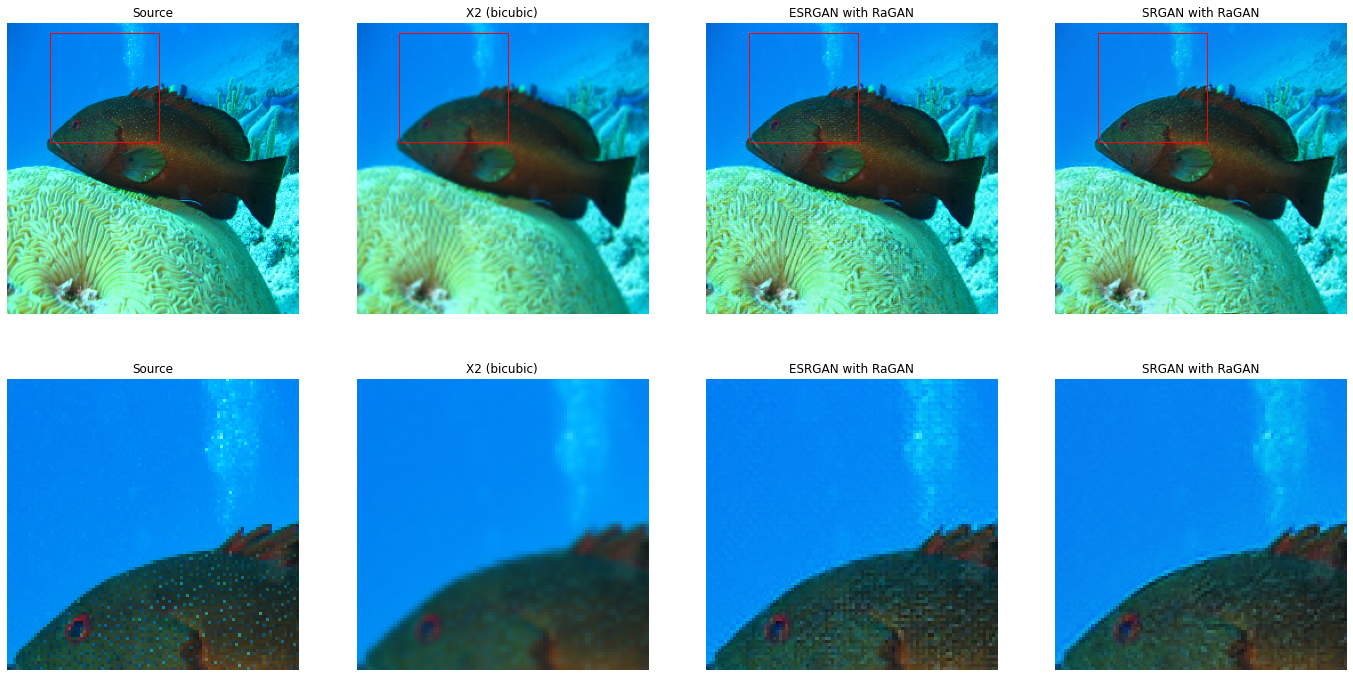 Source
X2 (bicubic)
ESRGAN with RaGAN
SRGAN with RaGAN
Source
X2 (bicubic)
ESRGAN with RaGAN
SRGAN with RaGAN